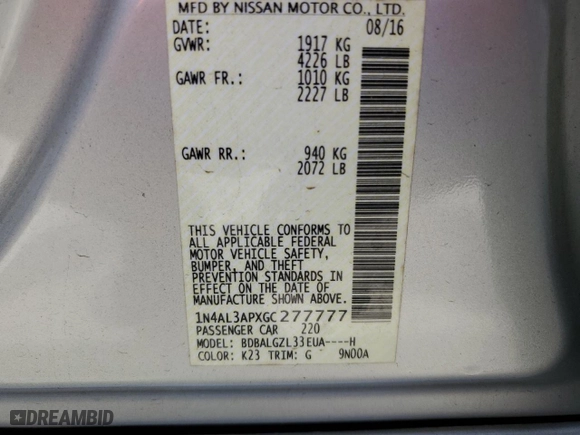 MFD BY NISSAN MOTOR CO., LTD.
DATE: 08/16
GVWR: 1917 KG
4226 LB
GAWR FR.: 1010 KG
2227 LB
GAWR RR.: 940 KG
2072 LB
THIS VEHICLE CONFORMS TO
ALL APPLICABLE FEDERAL
MOTOR VEHICLE SAFETY,
BUMPER, AND THEFT
PREVENTION STANDARDS IN
EFFECT ON THE DATE OF
MANUFACTURE SHOWN ABOVE.
1N4AL3APXGC277777
PASSENGER CAR 220
MODEL: BDBALGZL33EUA----H
COLOR: K23 TRIM: G 9N00A
DREAMBID